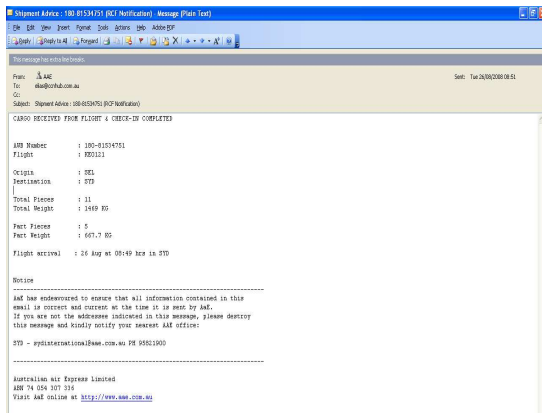 Shipment Advice : 180-81534751 (RCF Notification) - Message (Plain Text)
File Edit View Insert Format Tools Actions Help Adobe PDF
Reply Reply to All Forward
This message has extra line breaks.
From: AAE Sent: Tue 26/08/2008 08:51
To: elias@ccnhub.com.au
Cc:
Subject: Shipment Advice : 180-81534751 (RCF Notification)
CARGO RECEIVED FROM FLIGHT & CHECK-IN COMPLETED
AWB Number : 180-81534751
Flight : KE0121
Origin : SEL
Destination : SYD
Total Pieces : 11
Total Weight : 1469 KG
Part Pieces : 5
Part Weight : 667.7 KG
Flight arrival : 26 Aug at 08:49 hrs in SYD
Notice
--------------------------------------------------------------
AaE has endeavoured to ensure that all information contained in this
email is correct and current at the time it is sent by AaE.
If you are not the addressee indicated in this message, please destroy
this message and kindly notify your nearest AAE office:
SYD - sydinternational@aae.com.au PH 95821900
--------------------------------------------------------------
Australian air Express Limited
ABN 74 054 307 336
Visit AaE online at http://www.aae.com.au